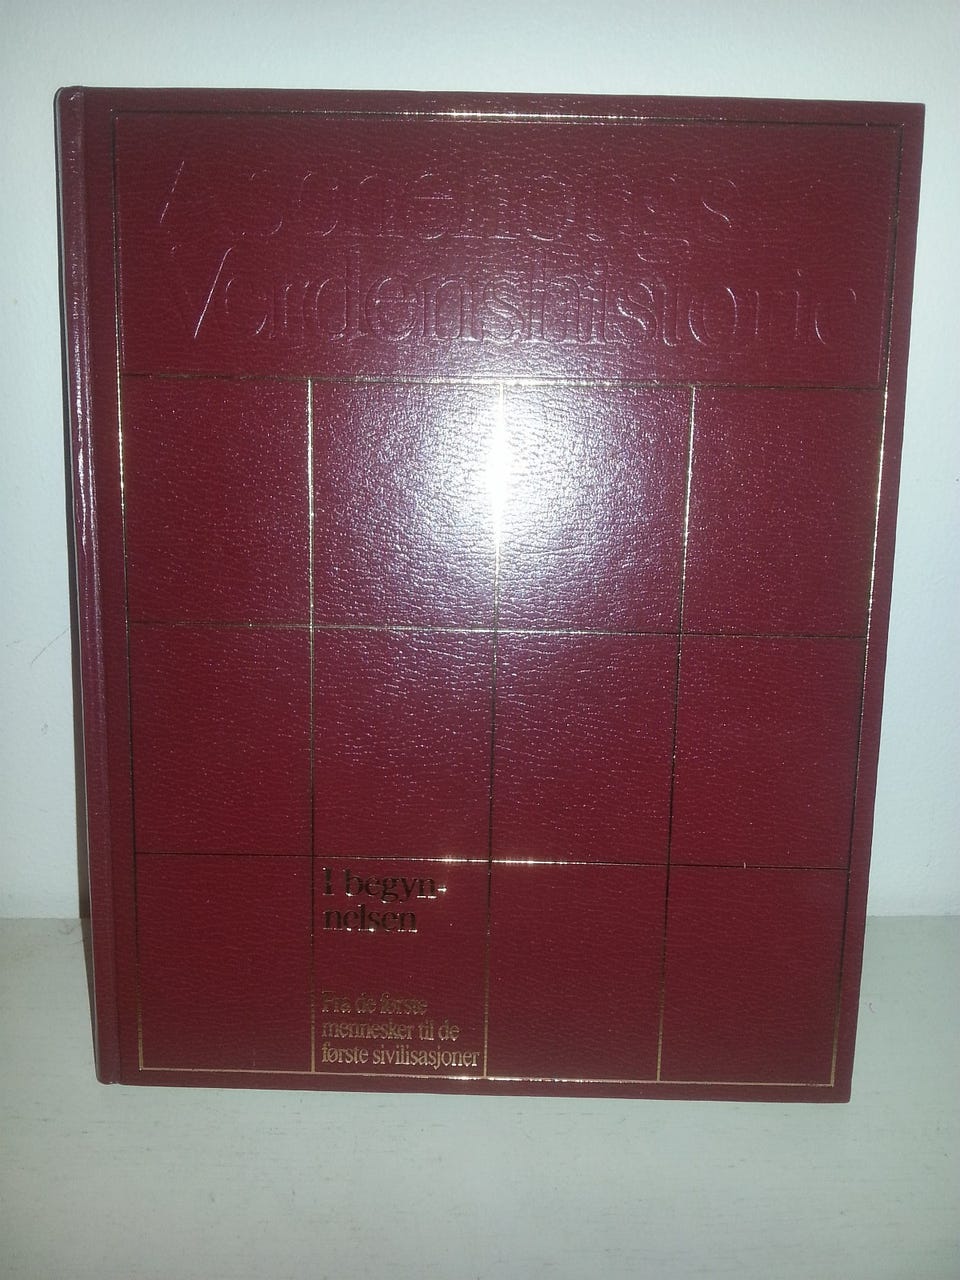 Aschehougs
Verdenshistorie
I begyn-
nelsen
Fra de første
mennesker til de
første sivilisasjoner